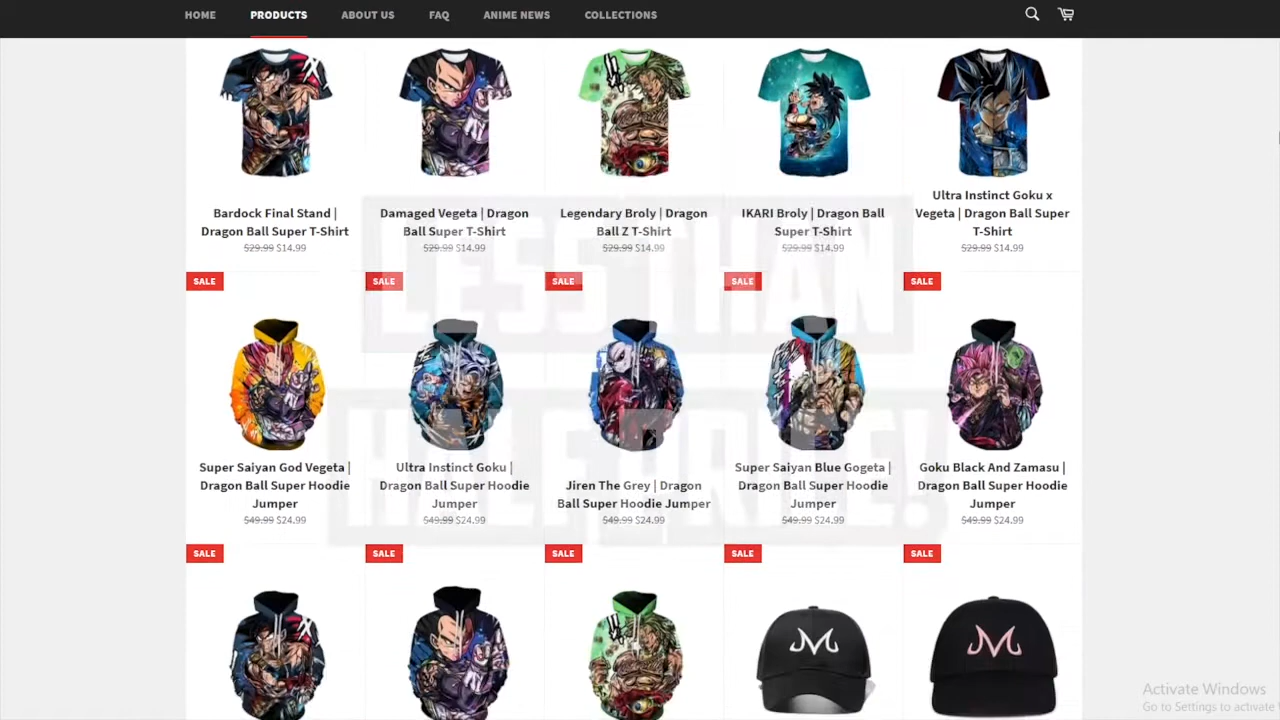 HOME PRODUCTS ABOUT US FAQ ANIME NEWS COLLECTIONS
Bardock Final Stand |
Dragon Ball Super T-Shirt
$29.99 $14.99
Damaged Vegeta | Dragon
Ball Super T-Shirt
$29.99 $14.99
Legendary Broly | Dragon
Ball Z T-Shirt
$29.99 $14.99
IKARI Broly | Dragon Ball
Super T-Shirt
$29.99 $14.99
Ultra Instinct Goku x
Vegeta | Dragon Ball Super
T-Shirt
$29.99 $14.99
LESS THAN
HALF PRICE!
SALE SALE SALE SALE SALE
Super Saiyan God Vegeta |
Dragon Ball Super Hoodie
Jumper
$49.99 $24.99
Ultra Instinct Goku |
Dragon Ball Super Hoodie
Jumper
$49.99 $24.99
Jiren The Grey | Dragon
Ball Super Hoodie Jumper
$49.99 $24.99
Super Saiyan Blue Gogeta |
Dragon Ball Super Hoodie
Jumper
$49.99 $24.99
Goku Black And Zamasu |
Dragon Ball Super Hoodie
Jumper
$49.99 $24.99
SALE SALE SALE SALE SALE
Activate Windows
Go to Settings to activate